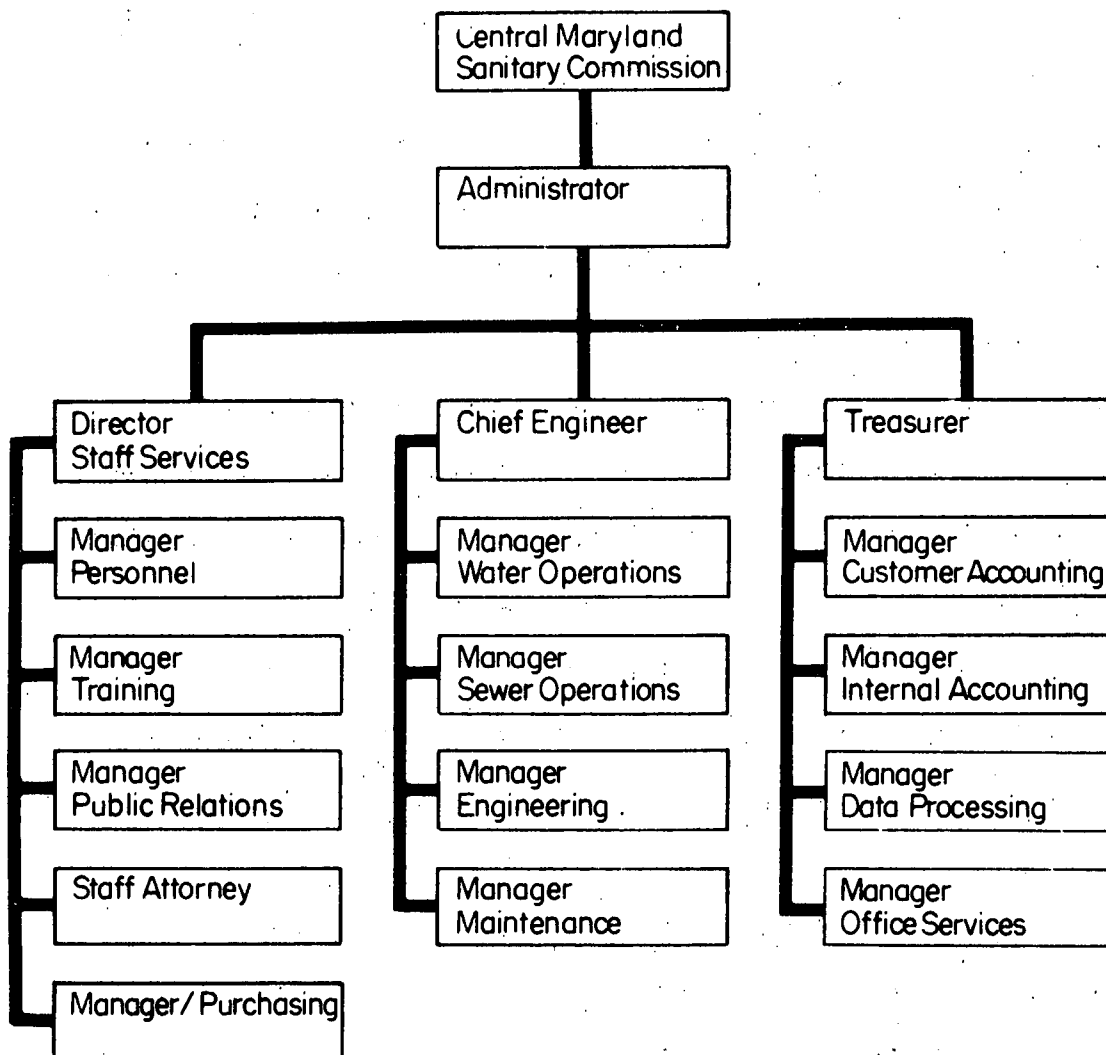 Central Maryland
Sanitary Commission
Administrator
Director
Staff Services
Manager
Personnel
Manager
Training
Manager
Public Relations
Staff Attorney
Manager/Purchasing
Chief Engineer
Manager
Water Operations
Manager
Sewer Operations
Manager
Engineering
Manager
Maintenance
Treasurer
Manager
Customer Accounting
Manager
Internal Accounting
Manager
Data Processing
Manager
Office Services